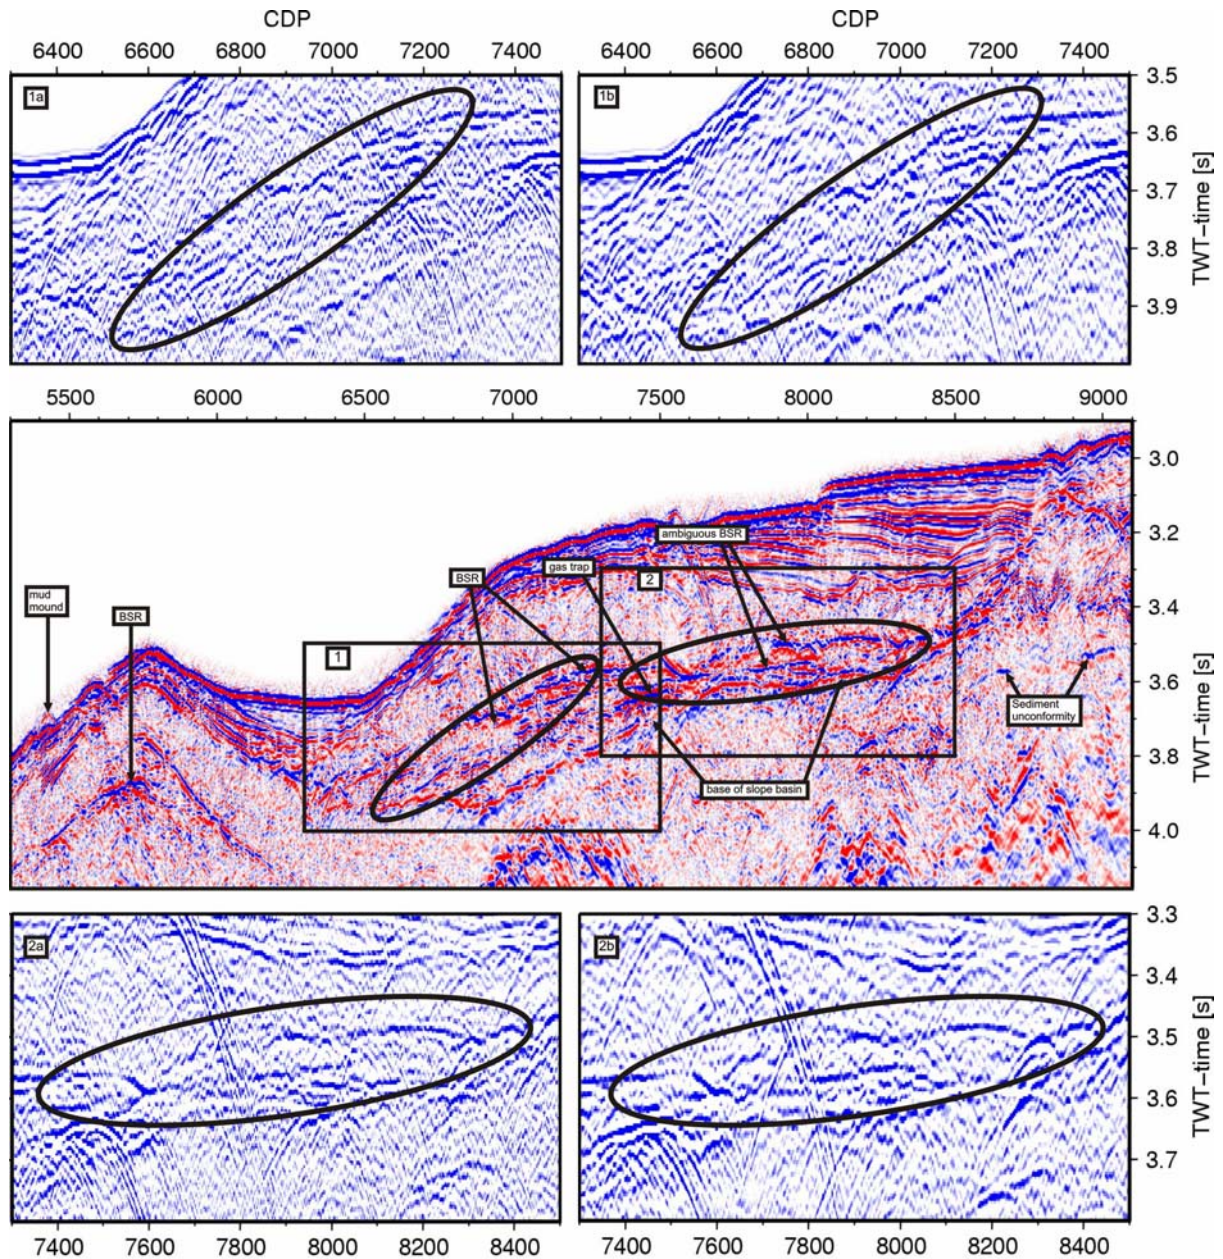 CDP CDP
6400 6600 6800 7000 7200 7400 6400 6600 6800 7000 7200 7400
1a 1b
3.5
3.6
3.7
3.8
3.9
TWT-time [s]
5500 6000 6500 7000 7500 8000 8500 9000
3.0
3.2
3.4
3.6
3.8
4.0
TWT-time [s]
ambiguous BSR
gas trap
BSR
2
mud
mound
BSR
1
Sediment
unconformity
base of slope basin
2a 2b
3.3
3.4
3.5
3.6
3.7
TWT-time [s]
7400 7600 7800 8000 8200 8400 7400 7600 7800 8000 8200 8400